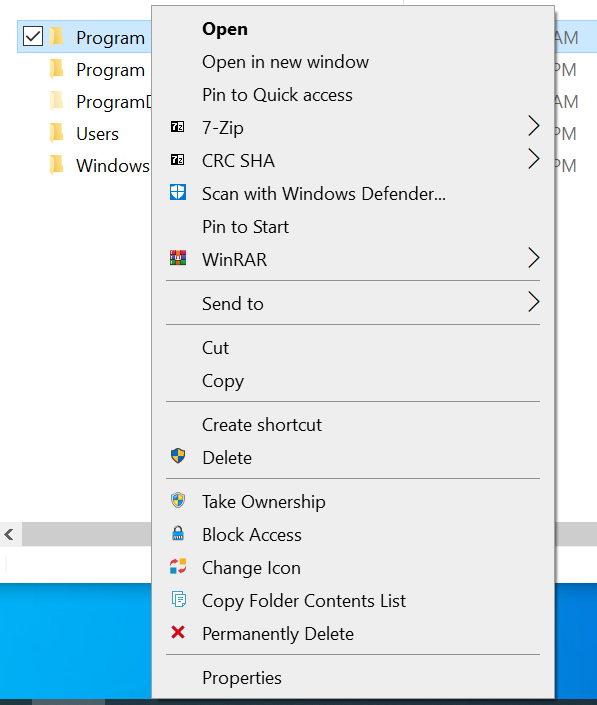 Program
Program
ProgramD
Users
Windows
AM
PM
AM
PM
PM
Open
Open in new window
Pin to Quick access
7-Zip
CRC SHA
Scan with Windows Defender...
Pin to Start
WinRAR
Send to
Cut
Copy
Create shortcut
Delete
Take Ownership
Block Access
Change Icon
Copy Folder Contents List
Permanently Delete
Properties